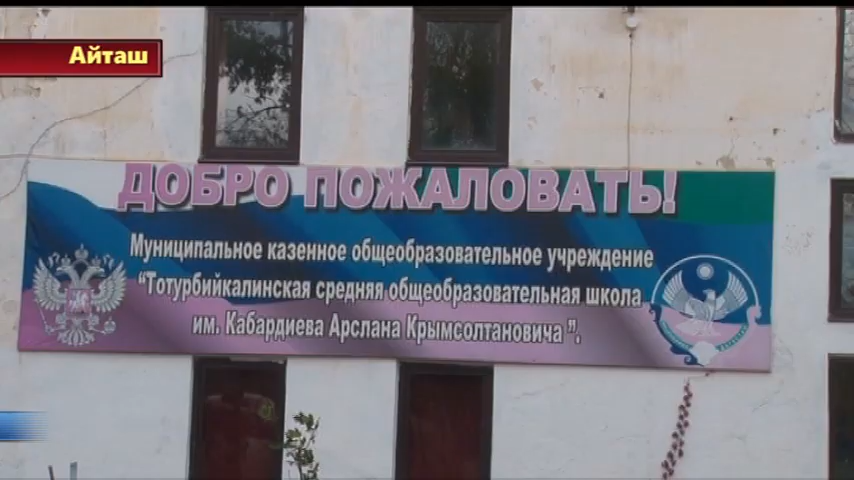 Айташ
ДОБРО ПОЖАЛОВАТЬ!
Муниципальное казенное общеобразовательное учреждение
“Тотурбийкалинская средняя общеобразовательная школа
им. Кабардиева Арслана Крымсолтановича ”.